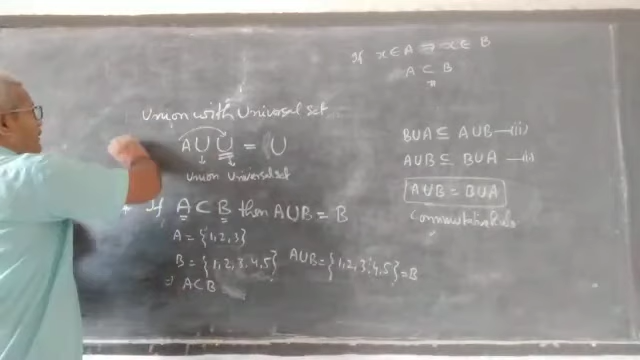 If x ∈ A ⇒ x ∈ B
A ⊂ B
Union with Universal set
A ∪ U = U
Union Universal set
If A ⊂ B then A ∪ B = B
A = {1, 2, 3}
B = {1, 2, 3, 4, 5} A ∪ B = {1, 2, 3, 4, 5} = B
⇒ A ⊂ B
B ∪ A ⊆ A ∪ B —(ii)
A ∪ B ⊆ B ∪ A —(i)
A ∪ B = B ∪ A